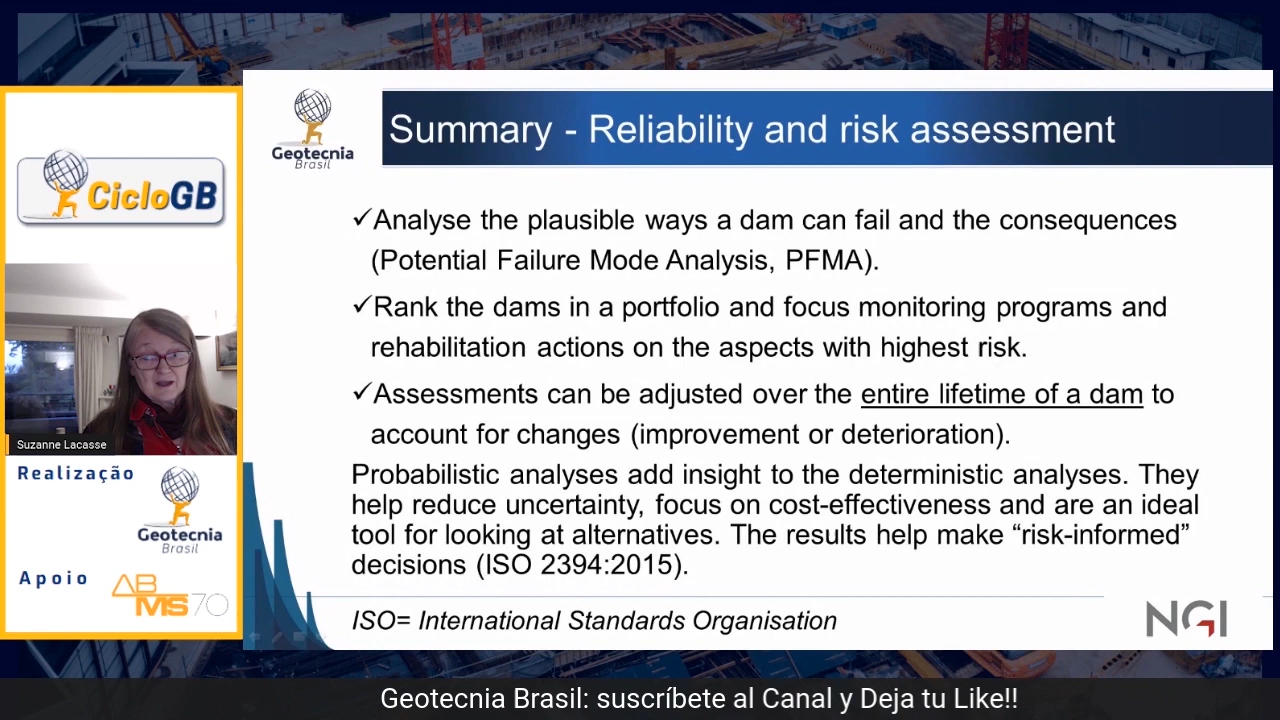 CicloGB
Suzanne Lacasse
Realização
Geotecnia
Brasil
Apoio
ABMS70
Geotecnia
Brasil
Summary - Reliability and risk assessment
✓Analyse the plausible ways a dam can fail and the consequences
(Potential Failure Mode Analysis, PFMA).
✓Rank the dams in a portfolio and focus monitoring programs and
rehabilitation actions on the aspects with highest risk.
✓Assessments can be adjusted over the entire lifetime of a dam to
account for changes (improvement or deterioration).
Probabilistic analyses add insight to the deterministic analyses. They
help reduce uncertainty, focus on cost-effectiveness and are an ideal
tool for looking at alternatives. The results help make “risk-informed”
decisions (ISO 2394:2015).
ISO= International Standards Organisation
NGI
Geotecnia Brasil: suscríbete al Canal y Deja tu Like!!